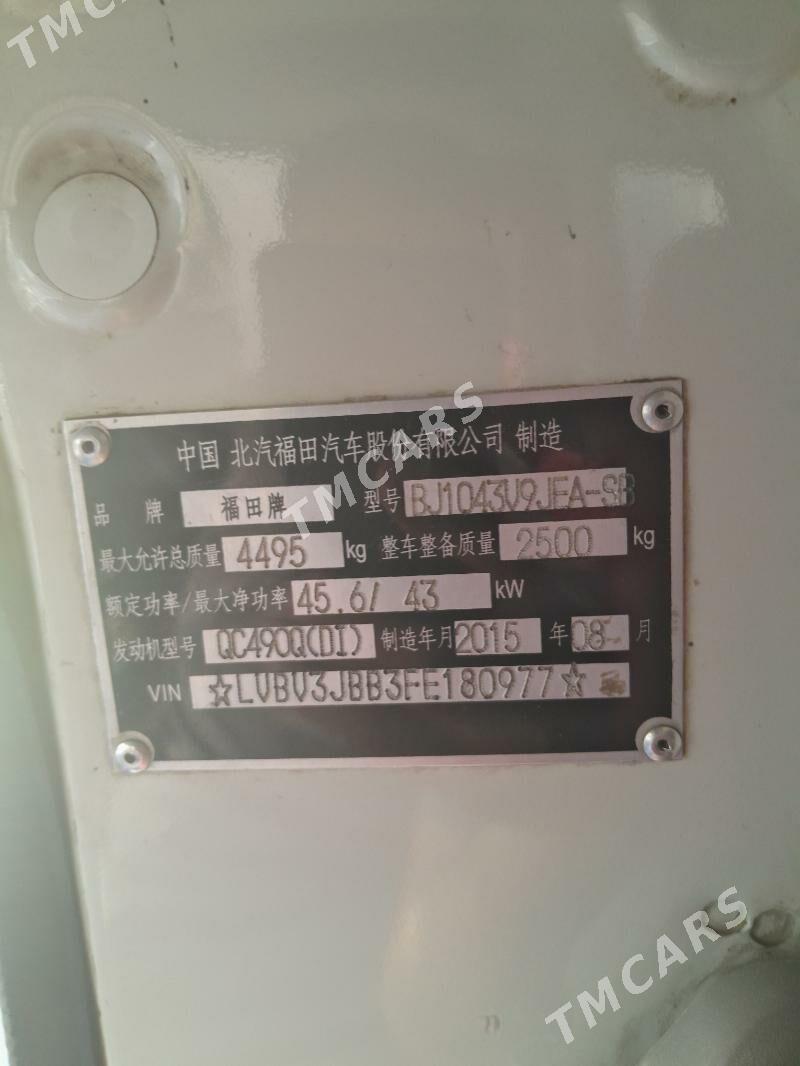 TMCARS
中国 北汽福田汽车股份有限公司 制造
品 牌 福田牌 型号 BJ1043V9JEA-SB
最大允许总质量 4495 kg 整车整备质量 2500 kg
额定功率/最大净功率 45.6/ 43 kW
发动机型号 QC490Q(DI) 制造年月 2015 年 08 月
VIN ☆LVBV3JBB3FE180977☆
TMCARS
TMCARS